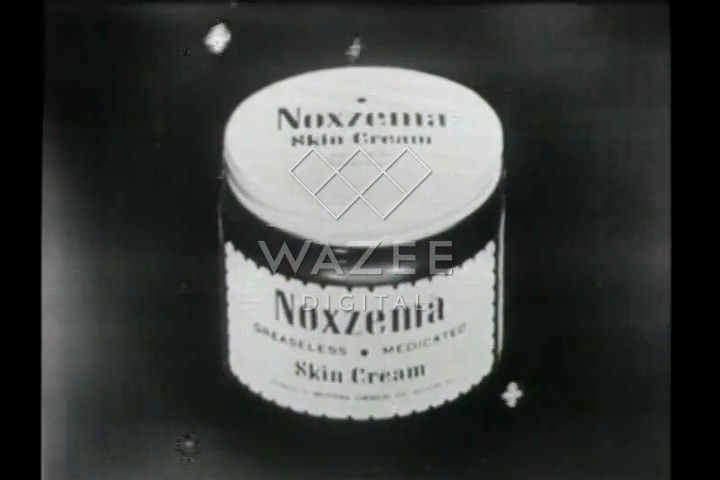 Noxzema
Skin Cream
WAZEE
DIGITAL
Noxzema
GREASELESS • MEDICATED
Skin Cream